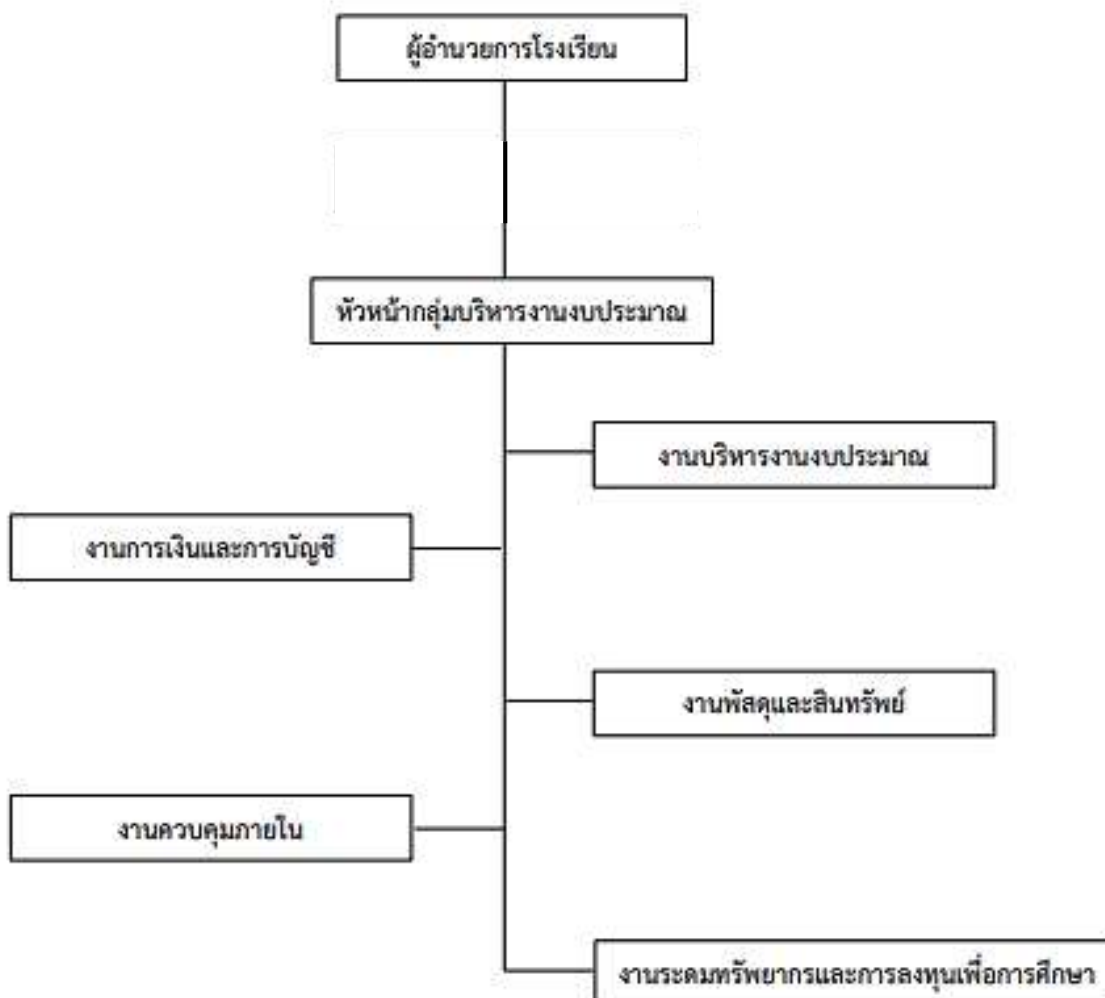 ผู้อำนวยการโรงเรียน
หัวหน้ากลุ่มบริหารงานงบประมาณ
งานบริหารงานงบประมาณ
งานการเงินและการบัญชี
งานพัสดุและสินทรัพย์
งานควบคุมภายใน
งานระดมทรัพยากรและการลงทุนเพื่อการศึกษา